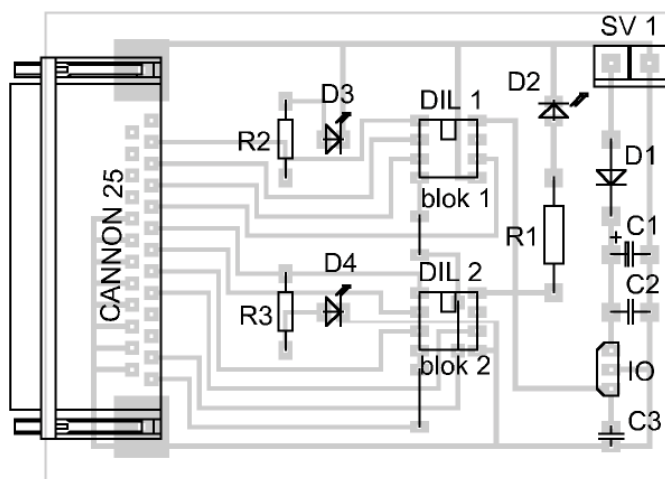 SV 1
D3
DIL 1
D2
R2
D1
CANNON 25
blok 1
+
C1
R1
D4
DIL 2
C2
R3
blok 2
IO
C3